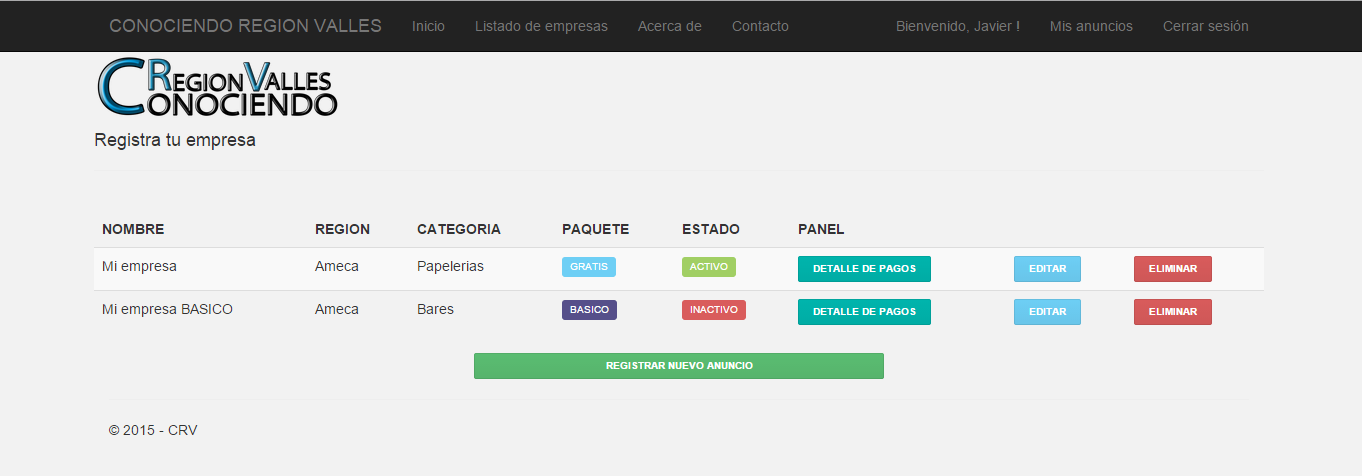 CONOCIENDO REGION VALLES Inicio Listado de empresas Acerca de Contacto Bienvenido, Javier ! Mis anuncios Cerrar sesión
REGION VALLES
CONOCIENDO
Registra tu empresa
NOMBRE REGION CATEGORIA PAQUETE ESTADO PANEL
Mi empresa Ameca Papelerias GRATIS ACTIVO DETALLE DE PAGOS EDITAR ELIMINAR
Mi empresa BASICO Ameca Bares BASICO INACTIVO DETALLE DE PAGOS EDITAR ELIMINAR
REGISTRAR NUEVO ANUNCIO
© 2015 - CRV